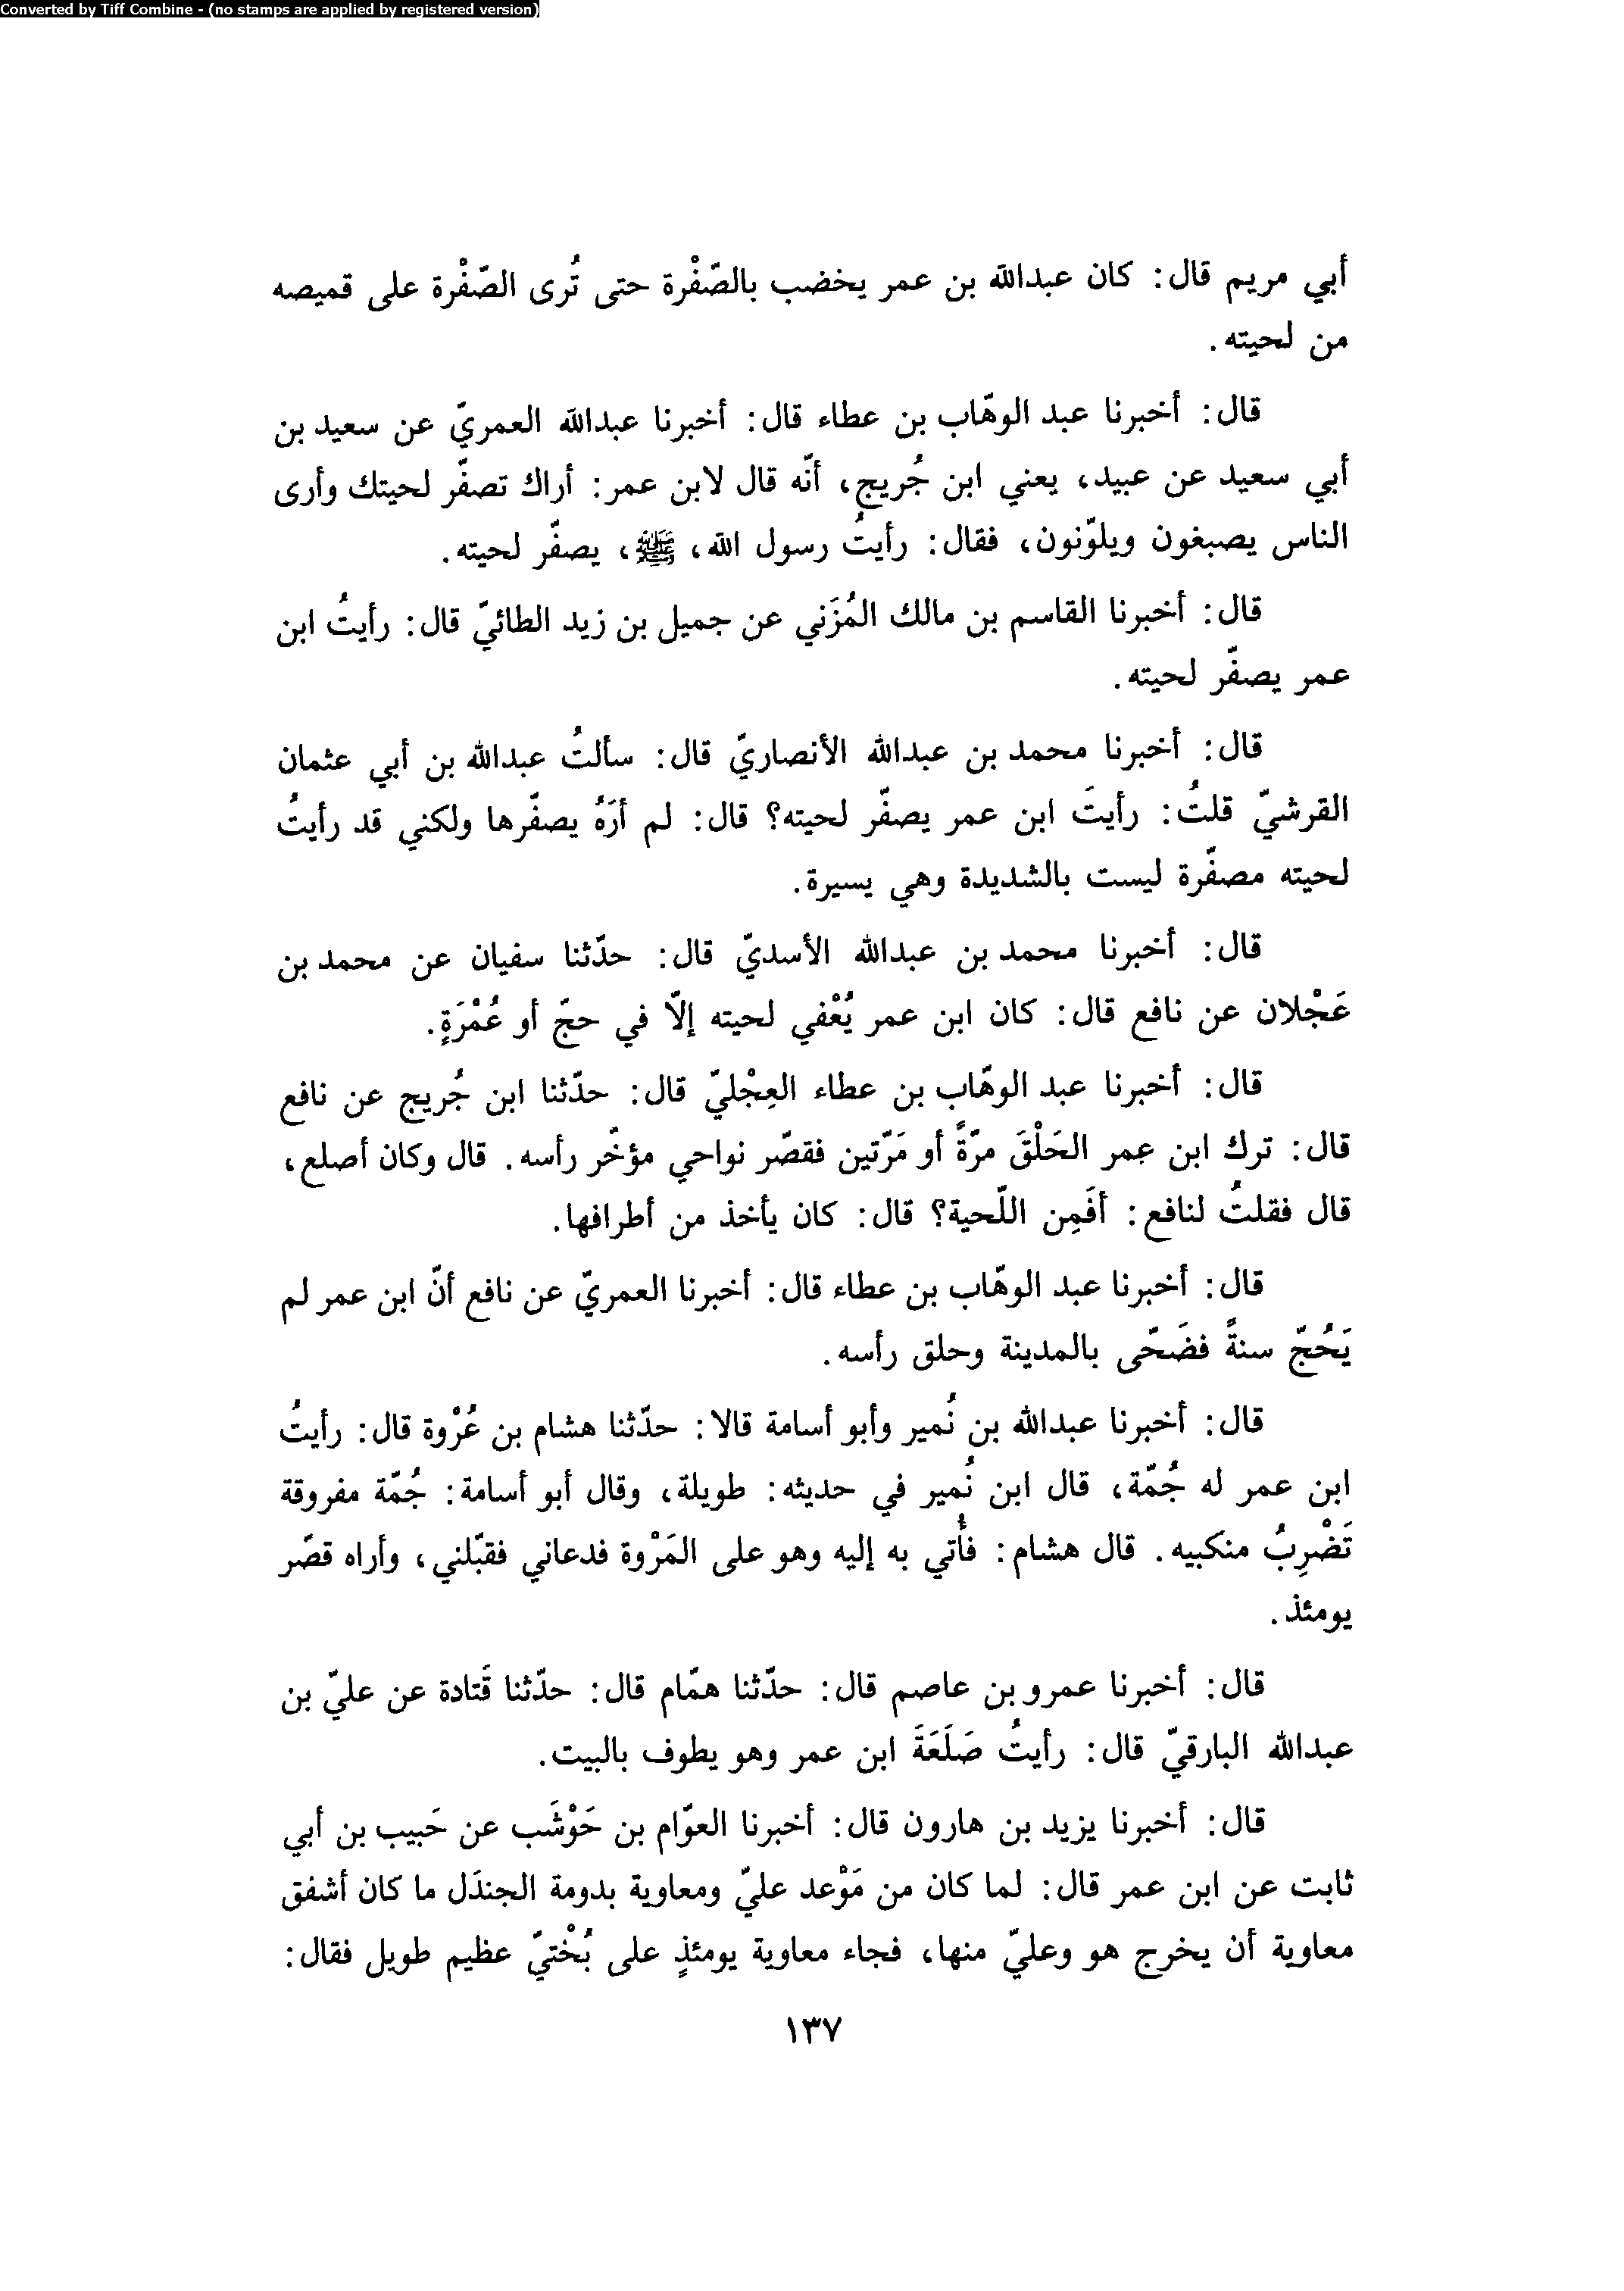 Converted by Tiff Combine - (no stamps are applied by registered version)
أبي مريم قال: كان عبدالله بن عمر يخضب بالصّفْرة حتى تُرى الصّفْرة على قميصه
من لحيته.
قال: أخبرنا عبد الوهّاب بن عطاء قال: أخبرنا عبدالله العمريّ عن سعيد بن
أبي سعيد عن عبيد، يعني ابن جُريج، أنّه قال لابن عمر: أراك تصفّر لحيتك وأرى
الناس يصبغون ويلوّنون، فقال: رأيتُ رسول الله، ﷺ، يصفّر لحيته.
قال: أخبرنا القاسم بن مالك المُزَني عن جميل بن زيد الطائيّ قال: رأيتُ ابن
عمر يصفّر لحيته.
قال: أخبرنا محمد بن عبدالله الأنصاريّ قال: سألتُ عبدالله بن أبي عثمان
القرشيّ قلتُ: رأيتَ ابن عمر يصفّر لحيته؟ قال: لم أرَهُ يصفّرها ولكني قد رأيتُ
لحيته مصفّرة ليست بالشديدة وهي يسيرة.
قال: أخبرنا محمد بن عبدالله الأسديّ قال: حدّثنا سفيان عن محمد بن
عَجْلان عن نافع قال: كان ابن عمر يُعْفي لحيته إلّا في حجّ أو عُمْرَةٍ.
قال: أخبرنا عبد الوهّاب بن عطاء العِجْليّ قال: حدّثنا ابن جُريج عن نافع
قال: ترك ابن عمر الحَلْقَ مرّةً أو مَرّتين فقصّر نواحي مؤخّر رأسه. قال وكان أصلع،
قال فقلتُ لنافع: أفَمِن اللّحية؟ قال: كان يأخذ من أطرافها.
قال: أخبرنا عبد الوهّاب بن عطاء قال: أخبرنا العمريّ عن نافع أنّ ابن عمر لم
يَحُجّ سنةً فضَحّى بالمدينة وحلق رأسه.
قال: أخبرنا عبدالله بن نُمير وأبو أسامة قالا: حدّثنا هشام بن عُرْوة قال: رأيتُ
ابن عمر له جُمّة، قال ابن نُمير في حديثه: طويلة، وقال أبو أسامة: جُمّة مفروقة
تَضْرِبُ منكبيه. قال هشام: فأُتي به إليه وهو على المَرْوة فدعاني فقبّلني، وأراه قصّر
يومئذ.
قال: أخبرنا عمرو بن عاصم قال: حدّثنا همّام قال: حدّثنا قَتادة عن عليّ بن
عبدالله البارقيّ قال: رأيتُ صَلَعَةَ ابن عمر وهو يطوف بالبيت.
قال: أخبرنا يزيد بن هارون قال: أخبرنا العوّام بن حَوْشَب عن حَبيب بن أبي
ثابت عن ابن عمر قال: لما كان من مَوْعد عليّ ومعاوية بدومة الجندَل ما كان أشفق
معاوية أن يخرج هو وعليّ منها، فجاء معاوية يومئذٍ على بُخْتيّ عظيم طويل فقال:
١٣٧